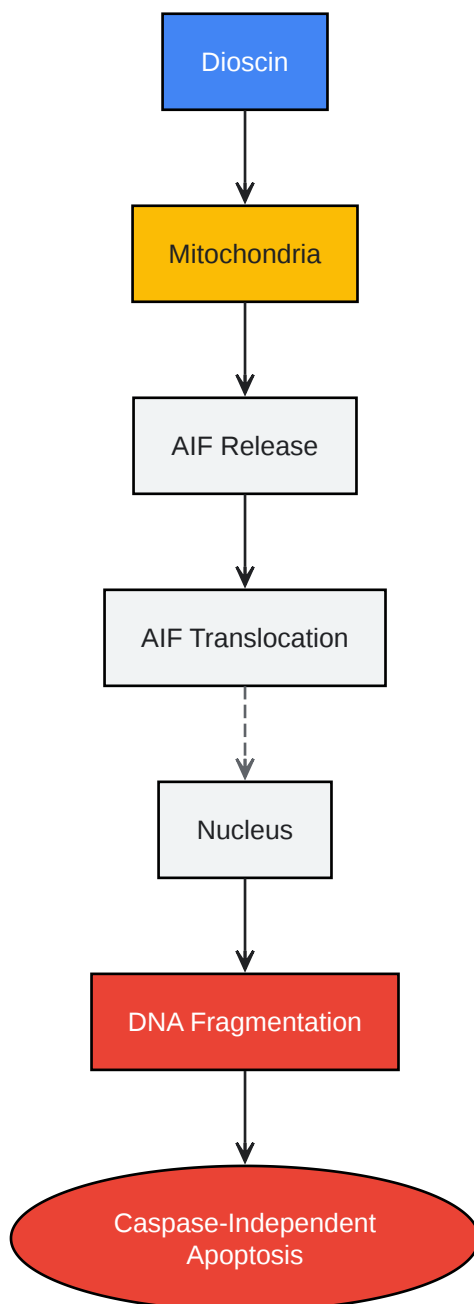 Dioscin
Mitochondria
AIF Release
AIF Translocation
Nucleus
DNA Fragmentation
Caspase-Independent
Apoptosis